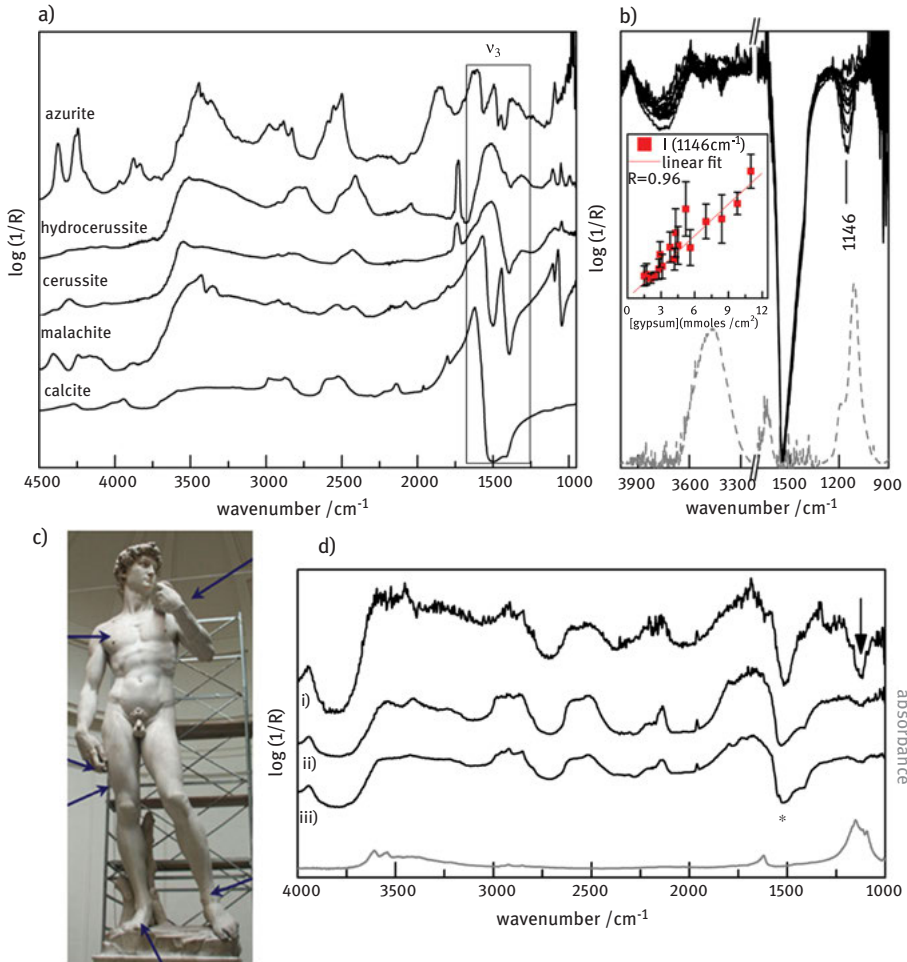 a)
ν₃
azurite
hydrocerussite
cerussite
malachite
calcite
log (1/R)
4500 4000 3500 3000 2500 2000 1500 1000
wavenumber /cm⁻¹
b)
1146
I (1146cm⁻¹)
linear fit
R=0.96
0 3 6 9 12
[gypsum](mmoles /cm²)
log (1/R)
3900 3600 3300 1500 1200 900
wavenumber /cm⁻¹
c)
d)
i)
ii)
iii)
*
log (1/R)
absorbance
4000 3500 3000 2500 2000 1500 1000
wavenumber /cm⁻¹